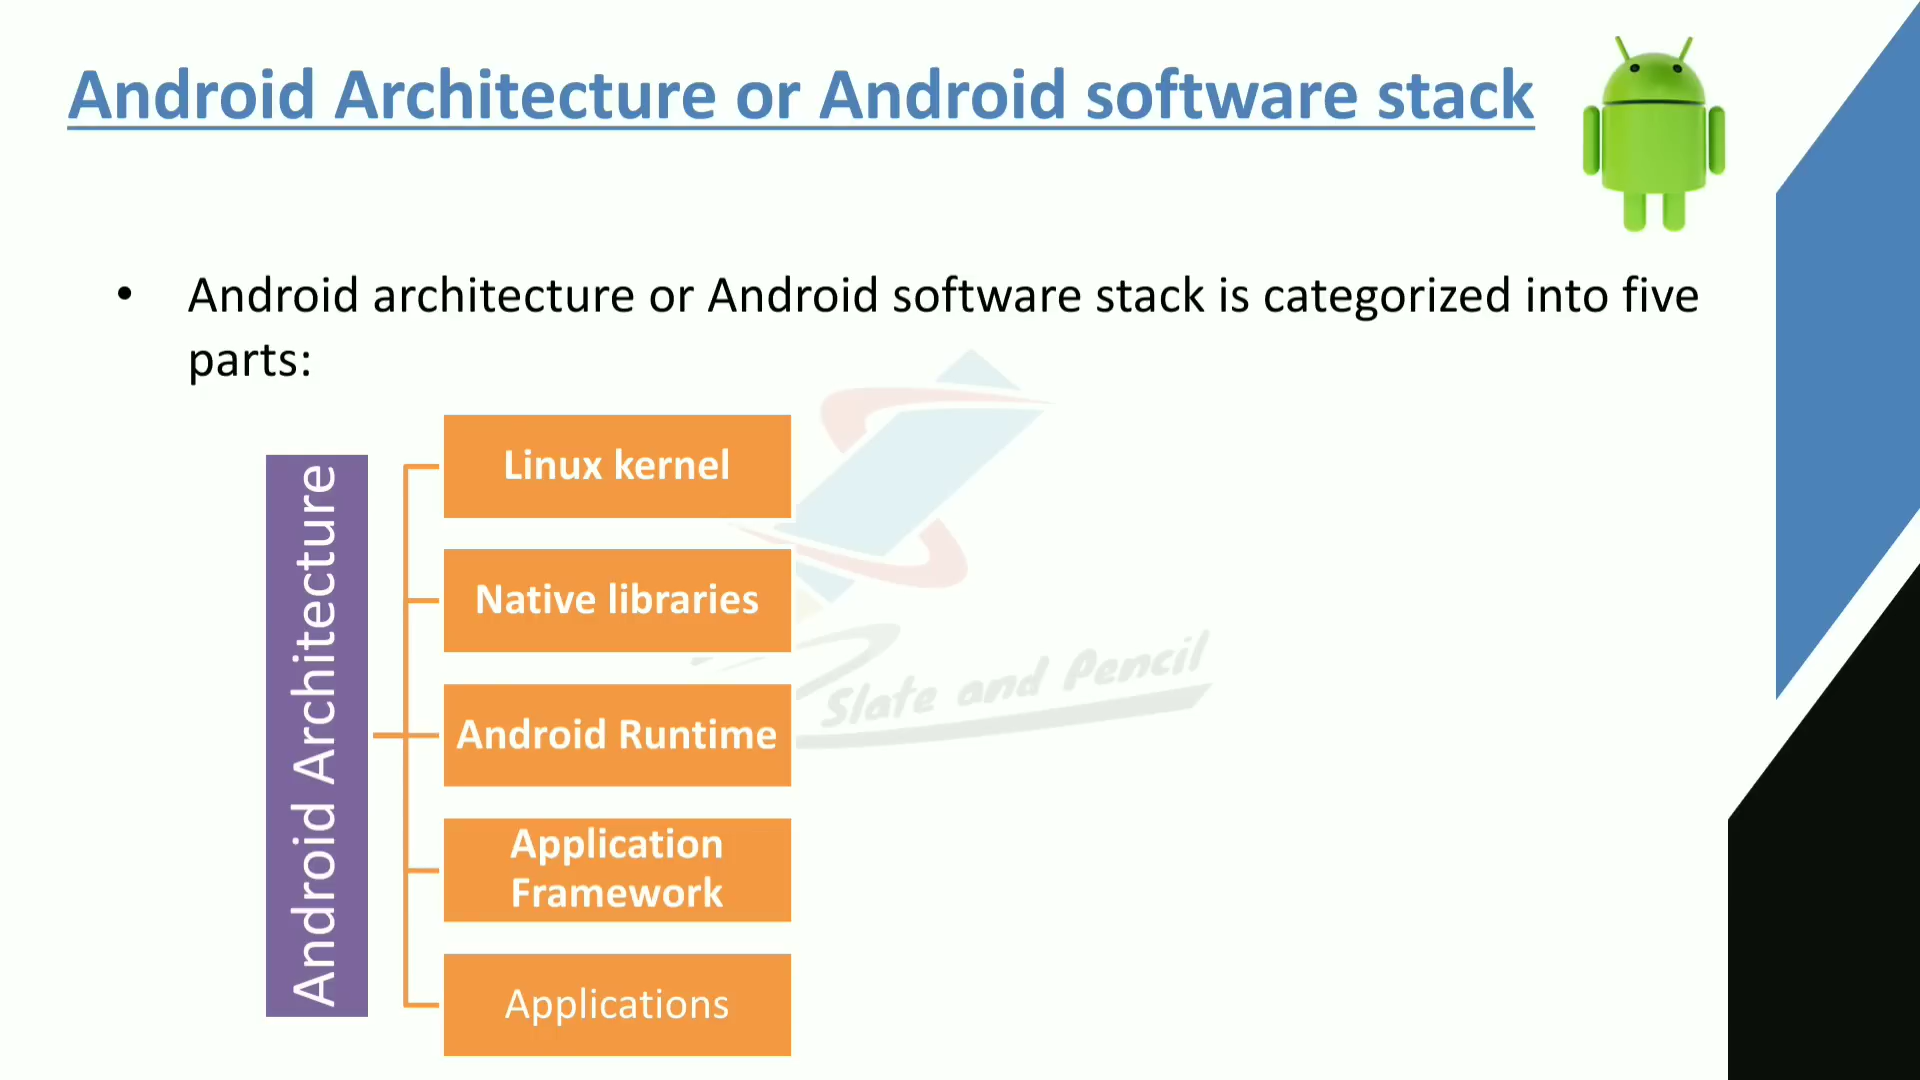 Android Architecture or Android software stack
• Android architecture or Android software stack is categorized into five
parts:
Android Architecture
Linux kernel
Native libraries
Android Runtime
Application
Framework
Applications
Slate and Pencil